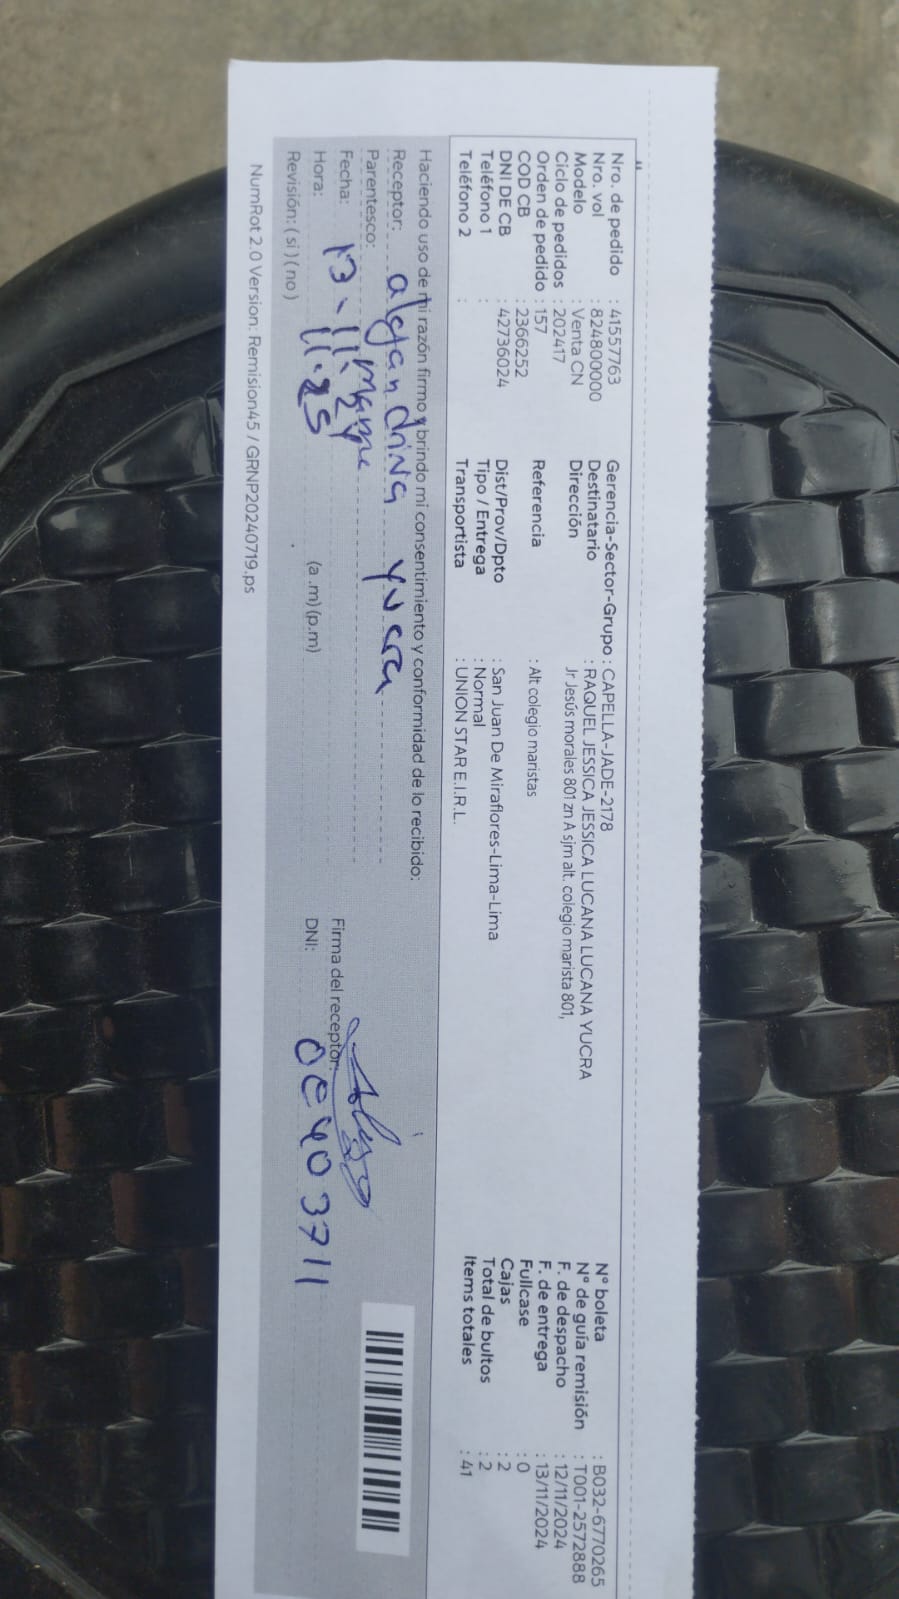 Nro. de pedido : 41557763 Gerencia-Sector-Grupo : CAPELLA-JADE-2178 N° boleta : B032-6770265
Nro. vol : 824800000 Destinatario : RAQUEL JESSICA JESSICA LUCANA LUCANA YUCRA N° de guía remisión : T001-2572888
Modelo : Venta CN Dirección Jr Jesús morales 801 zn A sjm alt. colegio marista 801, F. de despacho : 12/11/2024
Ciclo de pedidos : 202417 F. de entrega : 13/11/2024
Orden de pedido : 157 Referencia : Alt colegio maristas Fullcase : 0
COD CB : 2366252 Cajas : 2
DNI DE CB : 42736024 Dist/Prov/Dpto : San Juan De Miraflores-Lima-Lima Total de bultos : 2
Teléfono 1 : Tipo / Entrega : Normal Items totales : 41
Teléfono 2 : Transportista : UNION STAR E.I.R.L.
Haciendo uso de mi razón firmo y brindo mi consentimiento y conformidad de lo recibido:
Receptor:
Parentesco:
Fecha: 13-11-24 Firma del receptor:
Hora: 11:25 (a.m) (p.m) DNI:
Revisión: ( si ) ( no )
NumRot 2.0 Version: Remision45 / GRNP20240719.ps